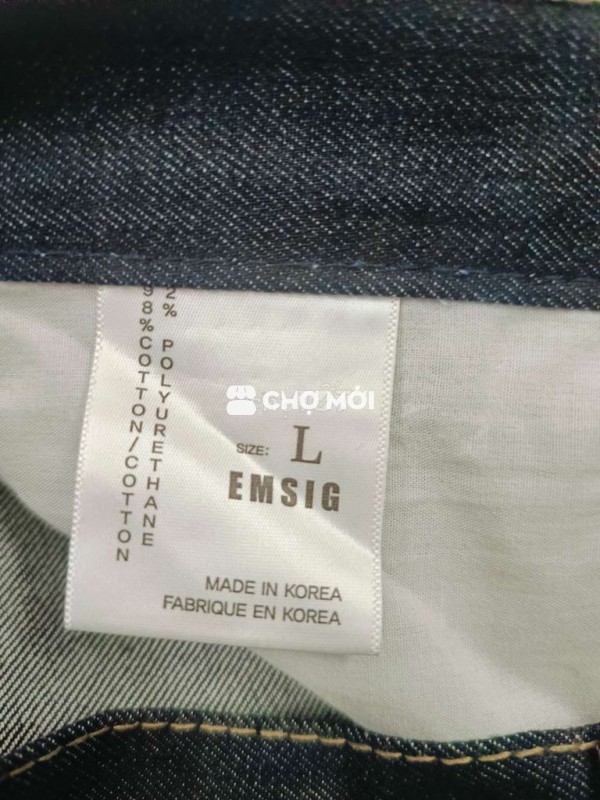 98%COTTON/COTTON
2% POLYURETHANE
CHỢ MỚI
SIZE: L
EMSIG
MADE IN KOREA
FABRIQUE EN KOREA